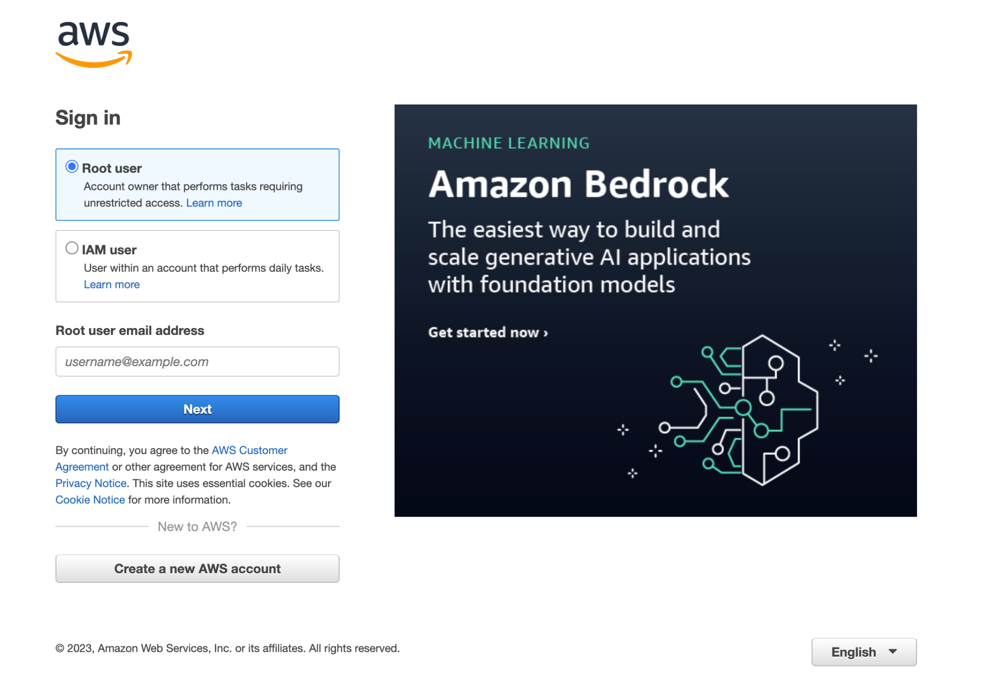 aws
Sign in
Root user
Account owner that performs tasks requiring
unrestricted access. Learn more
IAM user
User within an account that performs daily tasks.
Learn more
Root user email address
username@example.com
Next
By continuing, you agree to the AWS Customer
Agreement or other agreement for AWS services, and the
Privacy Notice. This site uses essential cookies. See our
Cookie Notice for more information.
New to AWS?
Create a new AWS account
MACHINE LEARNING
Amazon Bedrock
The easiest way to build and
scale generative AI applications
with foundation models
Get started now ›
© 2023, Amazon Web Services, Inc. or its affiliates. All rights reserved.
English